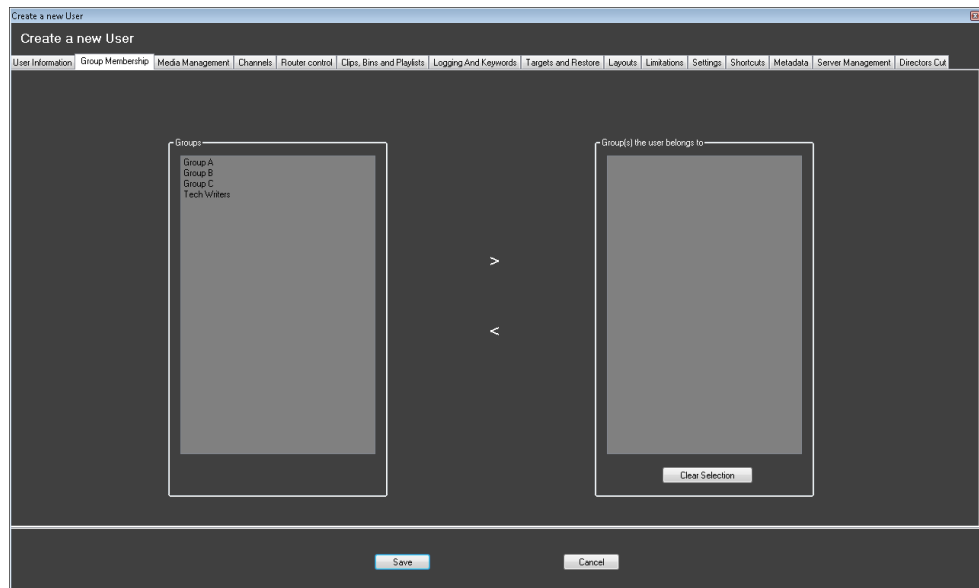 Create a new User
Create a new User
User Information Group Membership Media Management Channels Router control Clips, Bins and Playlists Logging And Keywords Targets and Restore Layouts Limitations Settings Shortcuts Metadata Server Management Directors Cut
Groups
Group A
Group B
Group C
Tech Writers
>
<
Group(s) the user belongs to
Clear Selection
Save
Cancel